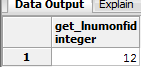 Data Output Explain
get_lnumonfid
integer
1 12